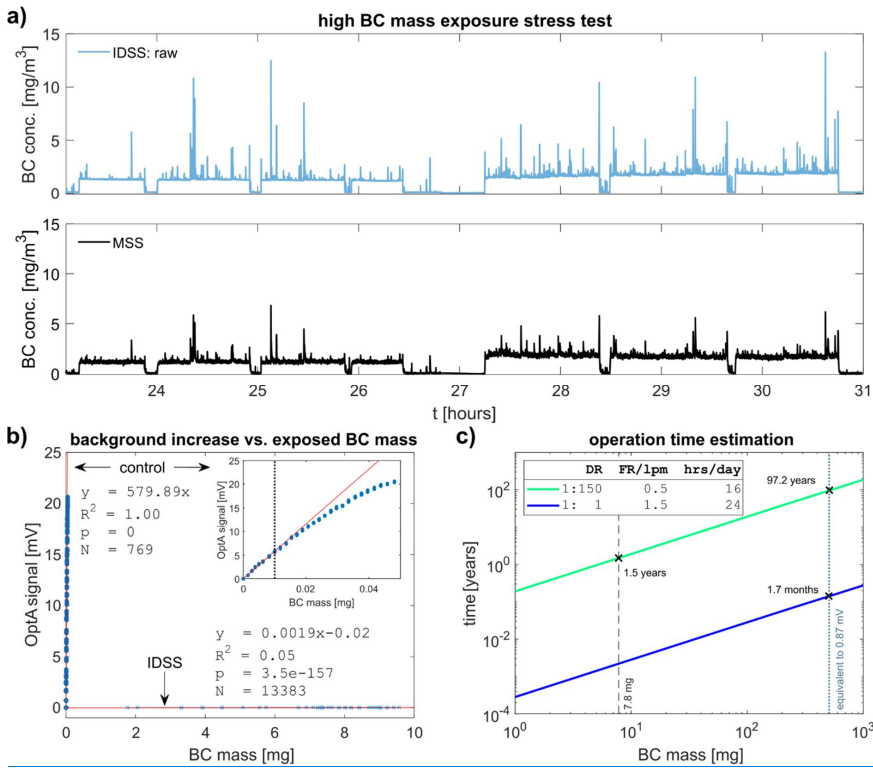 a)
high BC mass exposure stress test
BC conc. [mg/m³]
15
10
5
0
IDSS: raw
BC conc. [mg/m³]
15
10
5
0
MSS
24 25 26 27 28 29 30 31
t [hours]
b)
background increase vs. exposed BC mass
OptA signal [mV]
25
20
15
10
5
0
control
y = 579.89x
R² = 1.00
p = 0
N = 769
OptA signal [mV]
25
20
15
10
5
0
0 0.02 0.04
BC mass [mg]
y = 0.0019x-0.02
R² = 0.05
p = 3.5e-157
N = 13383
IDSS
0 2 4 6 8 10
BC mass [mg]
c)
operation time estimation
time [years]
10²
10⁰
10⁻²
10⁻⁴
DR FR/lpm hrs/day
1:150 0.5 16
1: 1 1.5 24
97.2 years
1.5 years
1.7 months
7.8 mg
equivalent to 0.87 mV
10⁰ 10¹ 10² 10³
BC mass [mg]